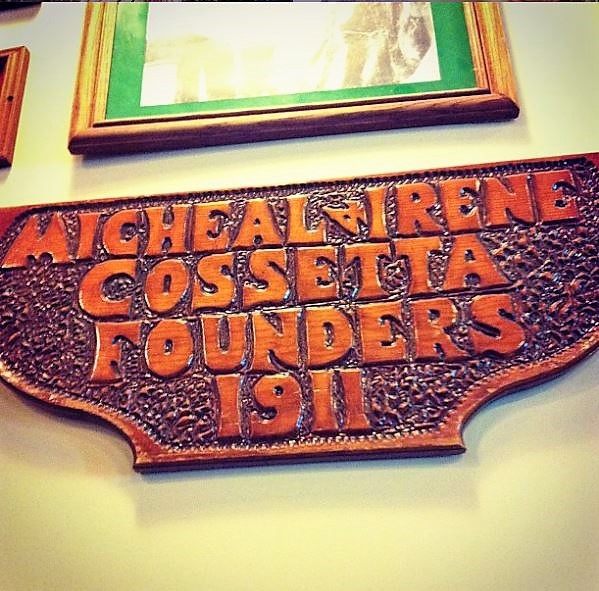 MICHEAL & IRENE
COSSETTA
FOUNDERS
1911